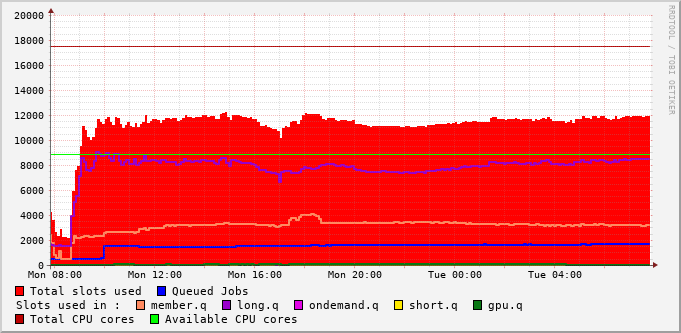 20000
18000
16000
14000
12000
10000
8000
6000
4000
2000
0
Mon 08:00 Mon 12:00 Mon 16:00 Mon 20:00 Tue 00:00 Tue 04:00
RRDTOOL / TOBI OETIKER
Total slots used Queued Jobs
Slots used in : member.q long.q ondemand.q short.q gpu.q
Total CPU cores Available CPU cores